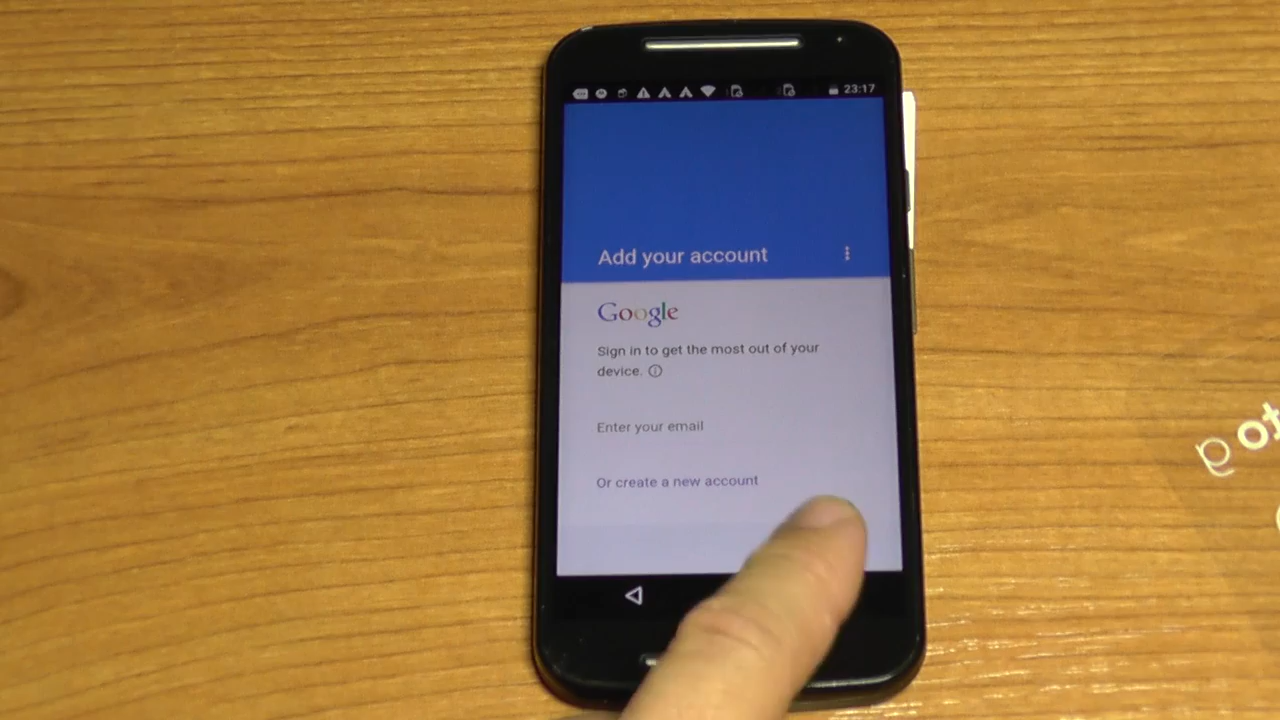 23:17
Add your account
Google
Sign in to get the most out of your
device.
Enter your email
Or create a new account